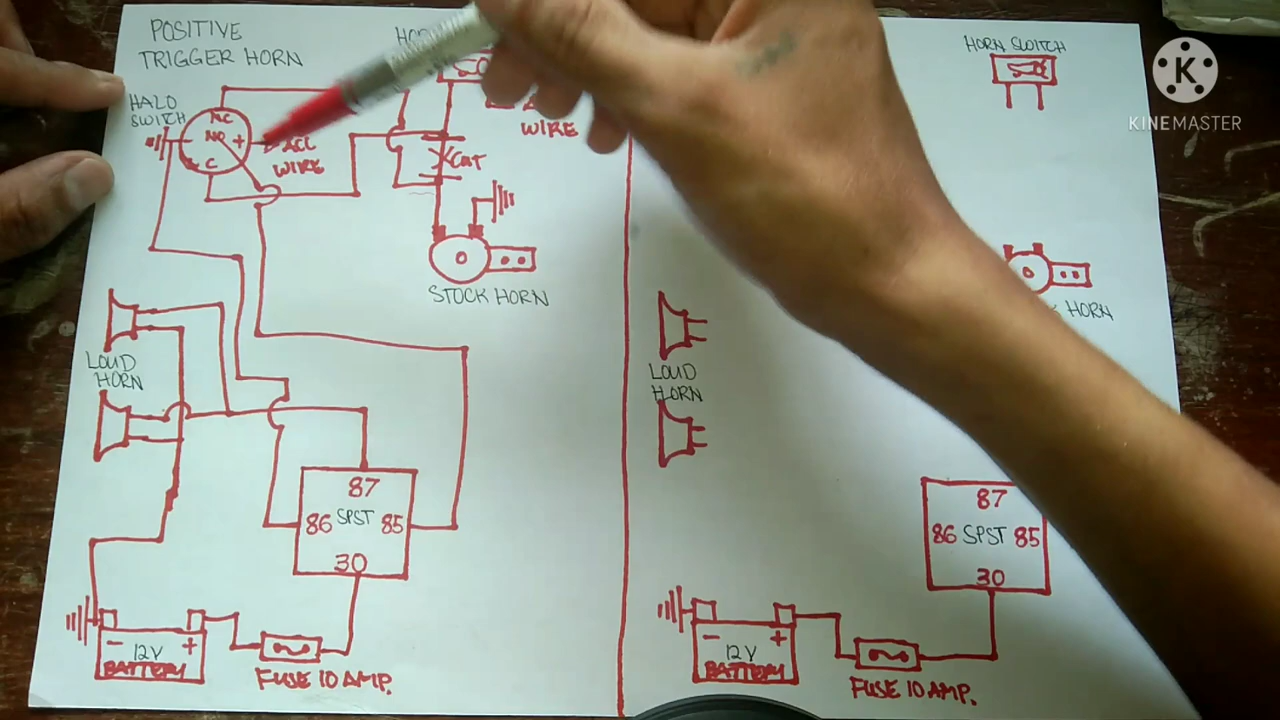 POSITIVE
TRIGGER HORN
HALO
SWITCH
NC
NO
+
C
ACC
WIRE
WIRE
CUT
STOCK HORN
LOUD
HORN
87
86 SPST 85
30
- +
12V
BATTERY
FUSE 10 AMP.
HORN SWITCH
HORN
LOUD
HORN
87
86 SPST 85
30
- +
12V
BATTERY
FUSE 10 AMP.
K
KINEMASTER